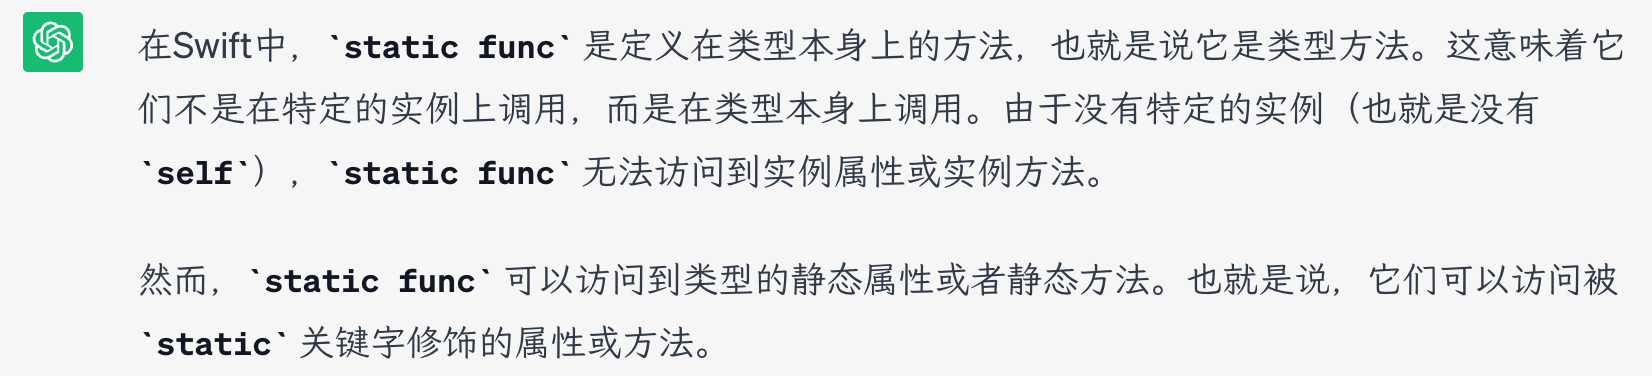 在Swift中，`static func` 是定义在类型本身上的方法，也就是说它是类型方法。这意味着它
们不是在特定的实例上调用，而是在类型本身上调用。由于没有特定的实例（也就是没有
`self`），`static func` 无法访问到实例属性或实例方法。
然而，`static func` 可以访问到类型的静态属性或者静态方法。也就是说，它们可以访问被
`static` 关键字修饰的属性或方法。